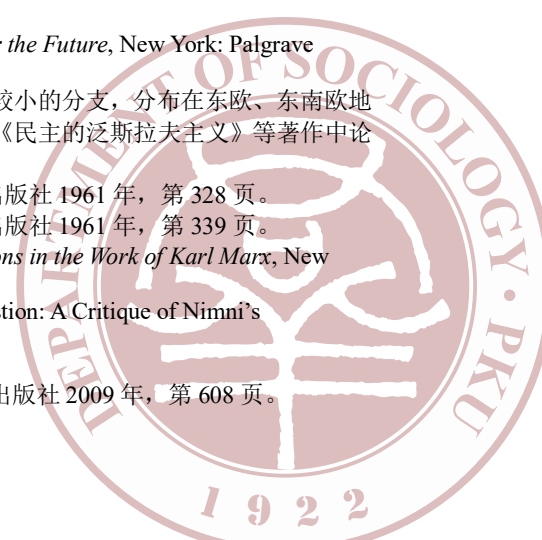 r the Future, New York: Palgrave
较小的分支，分布在东欧、东南欧地
《民主的泛斯拉夫主义》等著作中论
出版社 1961 年，第 328 页。
出版社 1961 年，第 339 页。
ons in the Work of Karl Marx, New
stion: A Critique of Nimni’s
出版社 2009 年，第 608 页。
DEPARTMENT OF SOCIOLOGY · PKU
1922